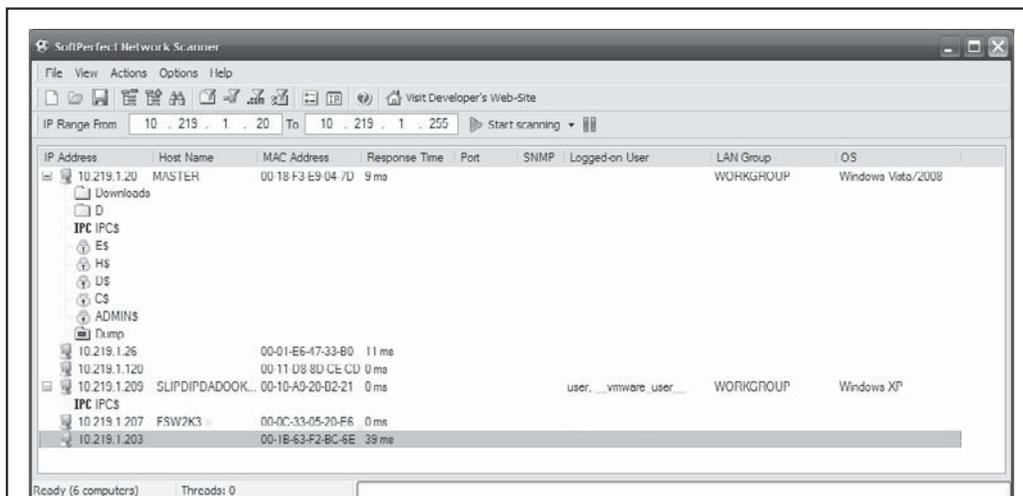 SoftPerfect Network Scanner
File View Actions Options Help
Visit Developer's Web-Site
IP Range From 10 . 219 . 1 . 20 To 10 . 219 . 1 . 255 Start scanning
IP Address Host Name MAC Address Response Time Port SNMP Logged-on User LAN Group OS
10.219.1.20 MASTER 00-18-F3-E9-04-7D 9 ms WORKGROUP Windows Vista/2008
Downloads
D
IPC IPC$
E$
H$
D$
C$
ADMIN$
Dump
10.219.1.26 00-01-E6-47-33-B0 11 ms
10.219.1.120 00-11-D8-8D-CE-CD 0 ms
10.219.1.209 00-10-A9-20-D2-21 0 ms user, __vmware_user__ WORKGROUP Windows XP
IPC IPC$
10.219.1.207 FSW2K3 00-0C-33-05-20-E6 0 ms
10.219.1.203 00-1B-63-F2-BC-6E 39 ms
Ready (6 computers) Threads: 0